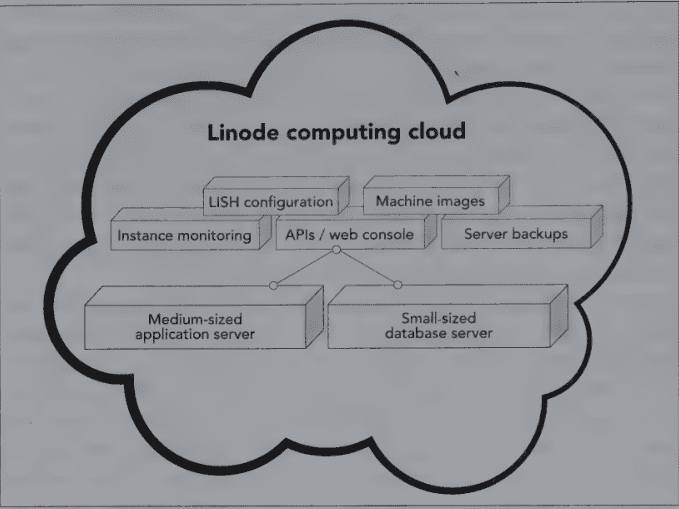 Linode computing cloud
LISH configuration
Machine images
Instance monitoring
APIs / web console
Server backups
Medium-sized
application server
Small-sized
database server